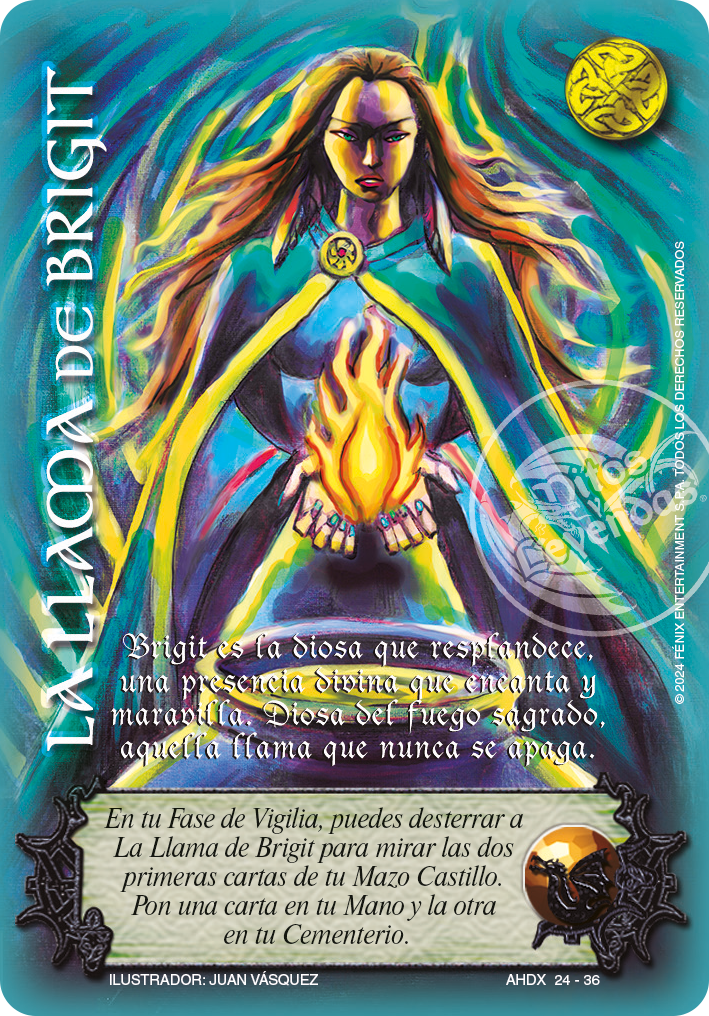 LA LLAMA DE BRIGIT
Brigit es la diosa que resplandece,
una presencia divina que encanta y
maravilla. Diosa del fuego sagrado,
aquella llama que nunca se apaga.
En tu Fase de Vigilia, puedes desterrar a
La Llama de Brigit para mirar las dos
primeras cartas de tu Mazo Castillo.
Pon una carta en tu Mano y la otra
en tu Cementerio.
ILUSTRADOR: JUAN VÁSQUEZ
AHDX 24 - 36
© 2024 FÉNIX ENTERTAINMENT S.P.A. TODOS LOS DERECHOS RESERVADOS
mitos
y
Leyendas
®